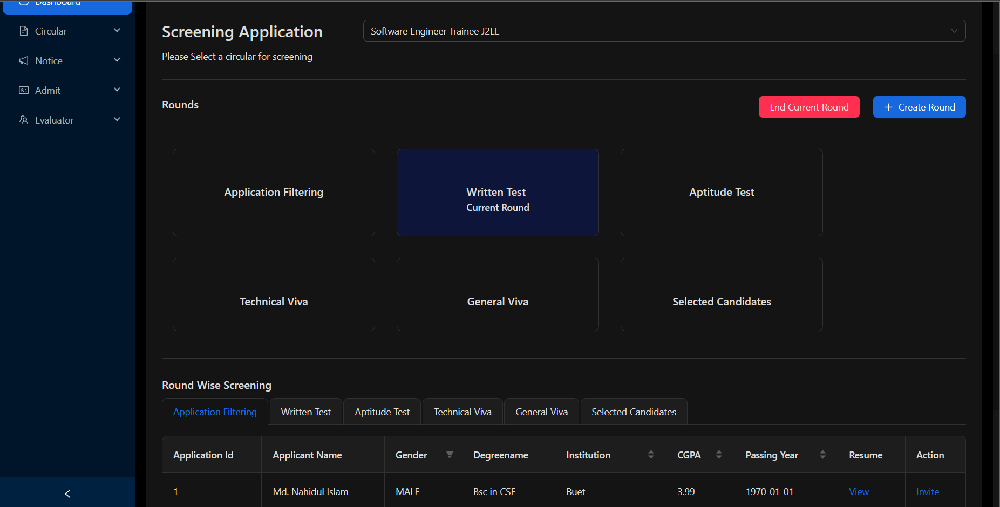 Dashboard
Circular
Notice
Admit
Evaluator
Screening Application
Software Engineer Trainee J2EE
Please Select a circular for screening
Rounds
End Current Round
+ Create Round
Application Filtering
Written Test
Current Round
Aptitude Test
Technical Viva
General Viva
Selected Candidates
Round Wise Screening
Application Filtering Written Test Aptitude Test Technical Viva General Viva Selected Candidates
Application Id Applicant Name Gender Degreename Institution CGPA Passing Year Resume Action
1 Md. Nahidul Islam MALE Bsc in CSE Buet 3.99 1970-01-01 View Invite